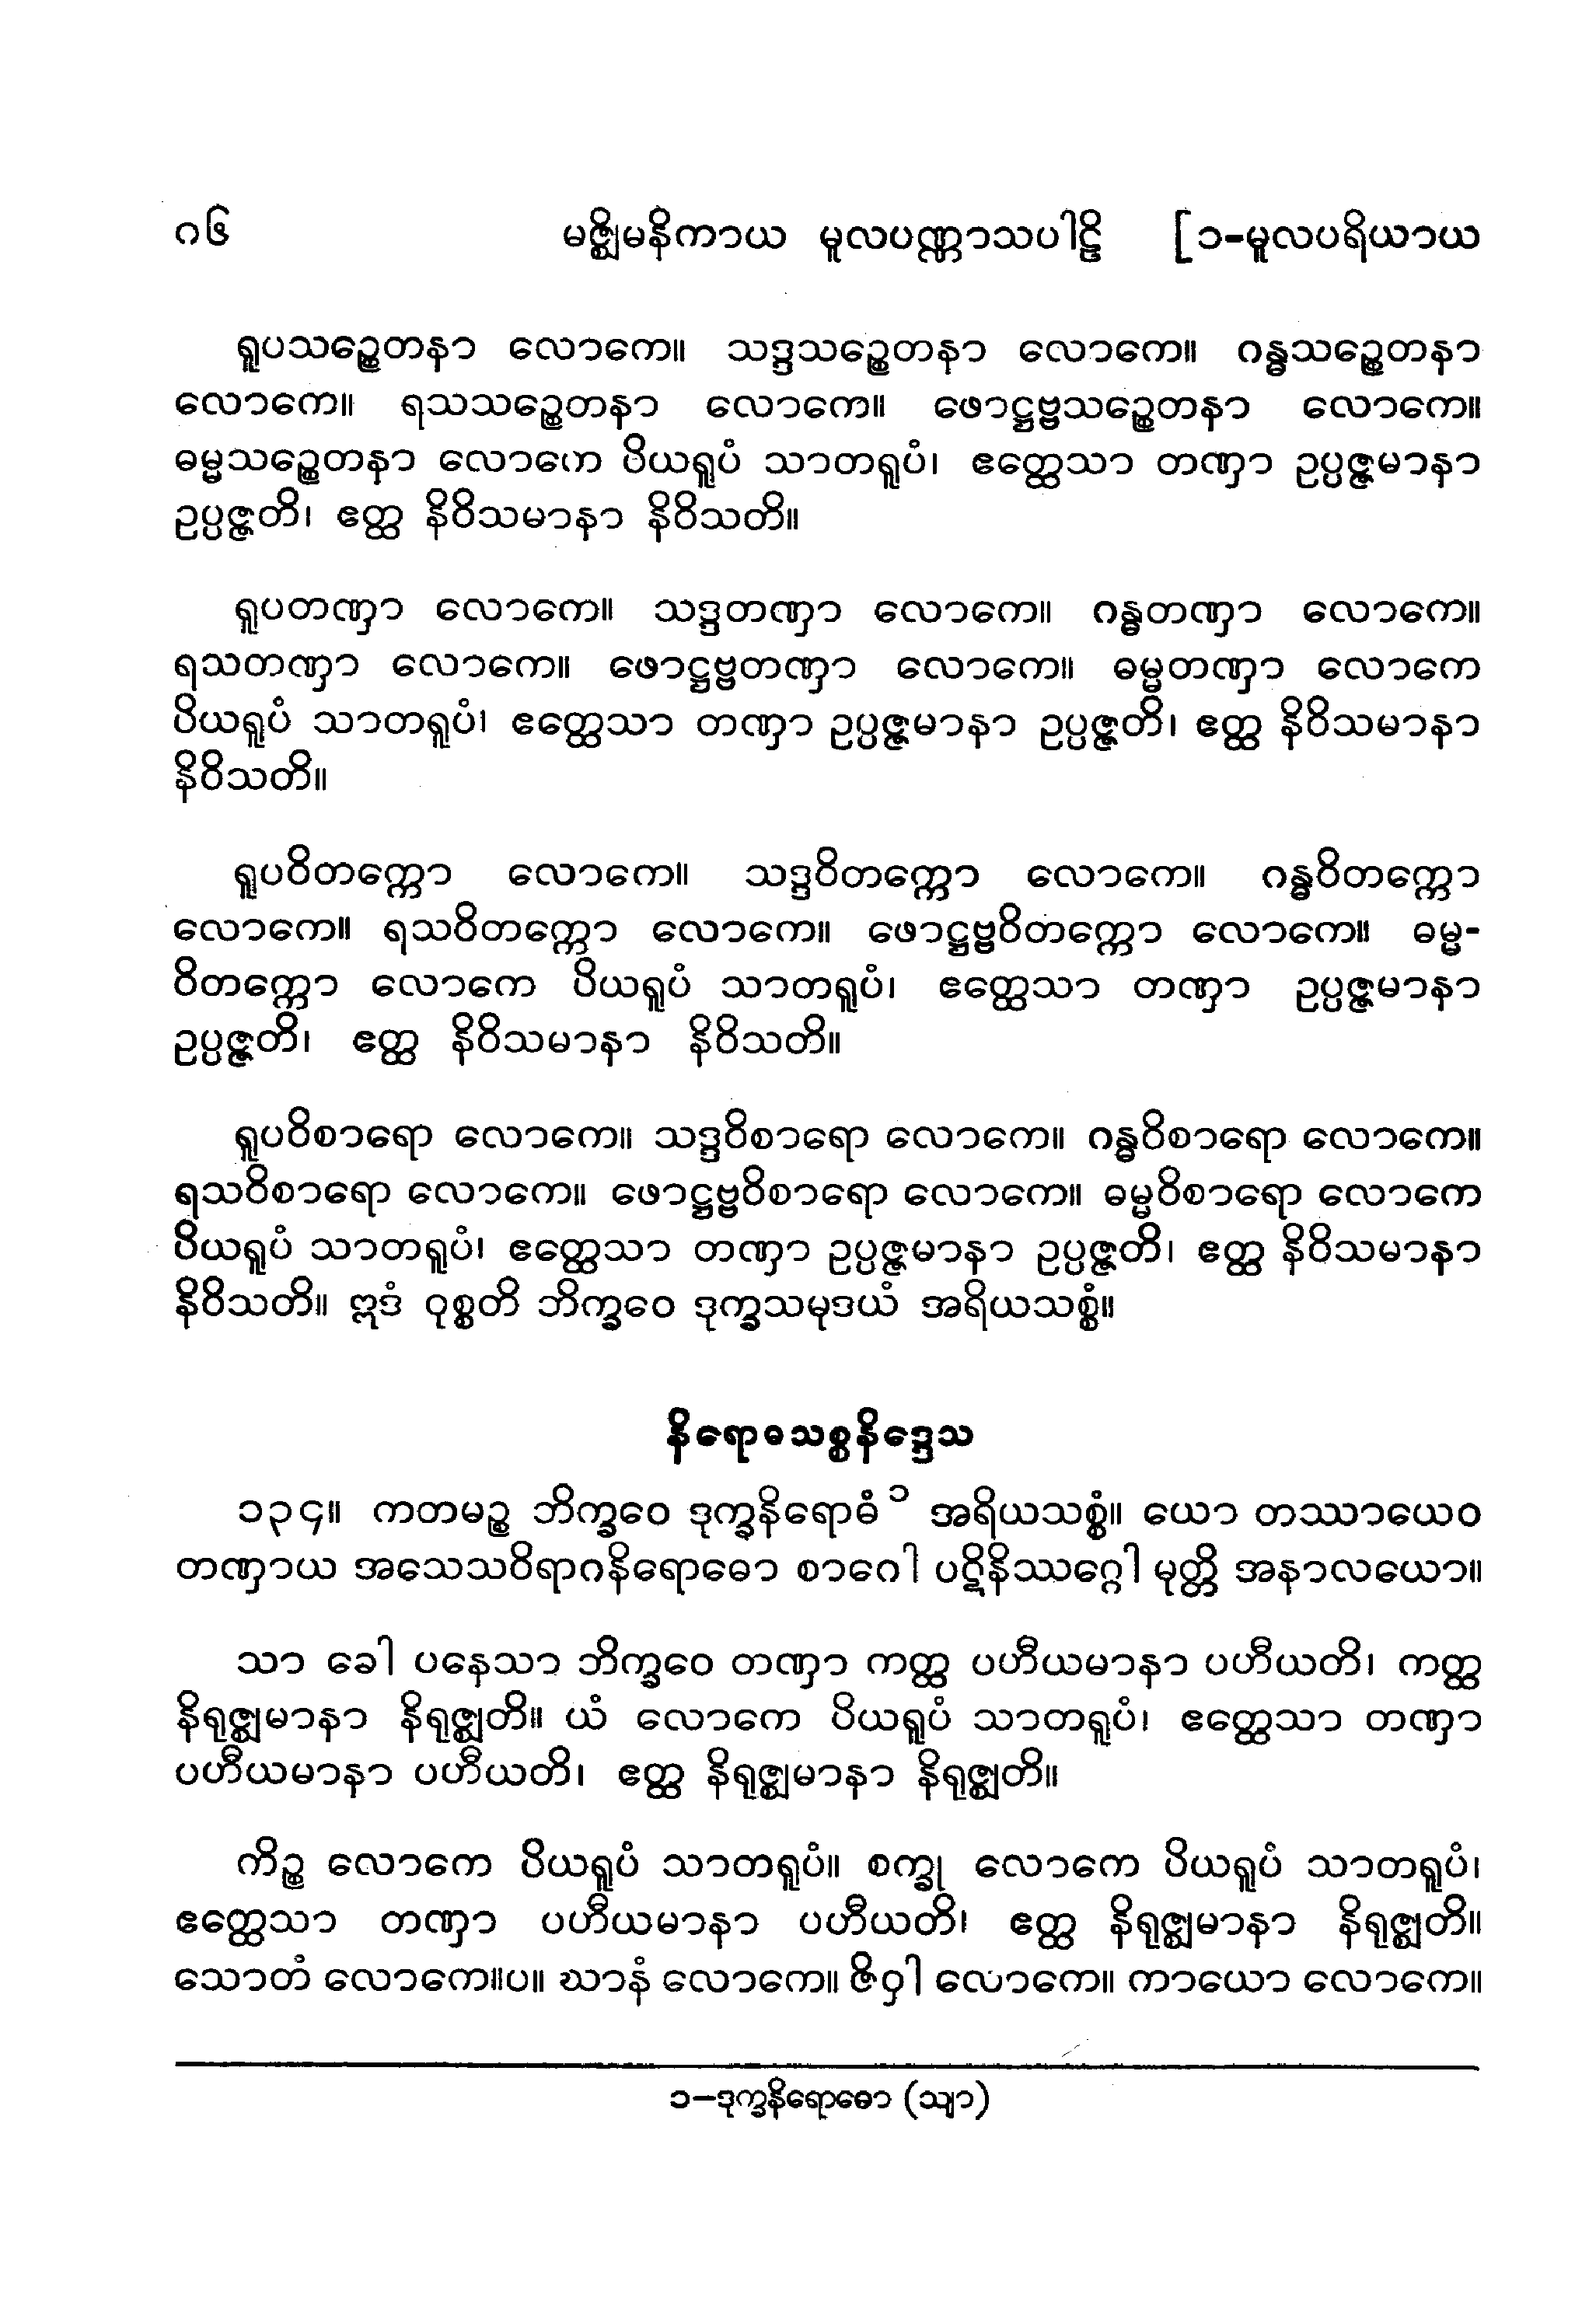 ၈၆ မဇ္ဈိမနိကာယ မူလပဏ္ဏာသပါဠိ [၁-မူလပရိယာယ
ရူပသဉ္စေတနာ လောကေ။ သဒ္ဒသဉ္စေတနာ လောကေ။ ဂန္ဓသဉ္စေတနာ
လောကေ။ ရသသဉ္စေတနာ လောကေ။ ဖောဋ္ဌဗ္ဗသဉ္စေတနာ လောကေ။
ဓမ္မသဉ္စေတနာ လောကေ ပိယရူပံ သာတရူပံ၊ ဧတ္ထေသာ တဏှာ ဥပ္ပဇ္ဇမာနာ
ဥပ္ပဇ္ဇတိ၊ ဧတ္ထ နိဝိသမာနာ နိဝိသတိ။
ရူပတဏှာ လောကေ။ သဒ္ဒတဏှာ လောကေ။ ဂန္ဓတဏှာ လောကေ။
ရသတဏှာ လောကေ။ ဖောဋ္ဌဗ္ဗတဏှာ လောကေ။ ဓမ္မတဏှာ လောကေ
ပိယရူပံ သာတရူပံ၊ ဧတ္ထေသာ တဏှာ ဥပ္ပဇ္ဇမာနာ ဥပ္ပဇ္ဇတိ၊ ဧတ္ထ နိဝိသမာနာ
နိဝိသတိ။
ရူပဝိတက္ကော လောကေ။ သဒ္ဒဝိတက္ကော လောကေ။ ဂန္ဓဝိတက္ကော
လောကေ။ ရသဝိတက္ကော လောကေ။ ဖောဋ္ဌဗ္ဗဝိတက္ကော လောကေ။ ဓမ္မ-
ဝိတက္ကော လောကေ ပိယရူပံ သာတရူပံ၊ ဧတ္ထေသာ တဏှာ ဥပ္ပဇ္ဇမာနာ
ဥပ္ပဇ္ဇတိ၊ ဧတ္ထ နိဝိသမာနာ နိဝိသတိ။
ရူပဝိစာရော လောကေ။ သဒ္ဒဝိစာရော လောကေ။ ဂန္ဓဝိစာရော လောကေ။
ရသဝိစာရော လောကေ။ ဖောဋ္ဌဗ္ဗဝိစာရော လောကေ။ ဓမ္မဝိစာရော လောကေ
ပိယရူပံ သာတရူပံ၊ ဧတ္ထေသာ တဏှာ ဥပ္ပဇ္ဇမာနာ ဥပ္ပဇ္ဇတိ၊ ဧတ္ထ နိဝိသမာနာ
နိဝိသတိ။ ဣဒံ ဝုစ္စတိ ဘိက္ခဝေ ဒုက္ခသမုဒယံ အရိယသစ္စံ။
နိရောဓသစ္စနိဒ္ဒေသ
၁၃၄။ ကတမဉ္စ ဘိက္ခဝေ ဒုက္ခနိရောဓံ ၁ အရိယသစ္စံ။ ယော တဿာယေဝ
တဏှာယ အသေသဝိရာဂနိရောဓော စာဂေါ ပဋိနိဿဂ္ဂေါ မုတ္တိ အနာလယော။
သာ ခေါ ပနေသာ ဘိက္ခဝေ တဏှာ ကတ္ထ ပဟီယမာနာ ပဟီယတိ၊ ကတ္ထ
နိရုဇ္ဈမာနာ နိရုဇ္ဈတိ။ ယံ လောကေ ပိယရူပံ သာတရူပံ၊ ဧတ္ထေသာ တဏှာ
ပဟီယမာနာ ပဟီယတိ၊ ဧတ္ထ နိရုဇ္ဈမာနာ နိရုဇ္ဈတိ။
ကိဉ္စ လောကေ ပိယရူပံ သာတရူပံ။ စက္ခု လောကေ ပိယရူပံ သာတရူပံ၊
ဧတ္ထေသာ တဏှာ ပဟီယမာနာ ပဟီယတိ၊ ဧတ္ထ နိရုဇ္ဈမာနာ နိရုဇ္ဈတိ။
သောတံ လောကေ။ပ။ ဃာနံ လောကေ။ ဇိဝှါ လောကေ။ ကာယော လောကေ။
၁-ဒုက္ခနိရောဓော (သျာ)